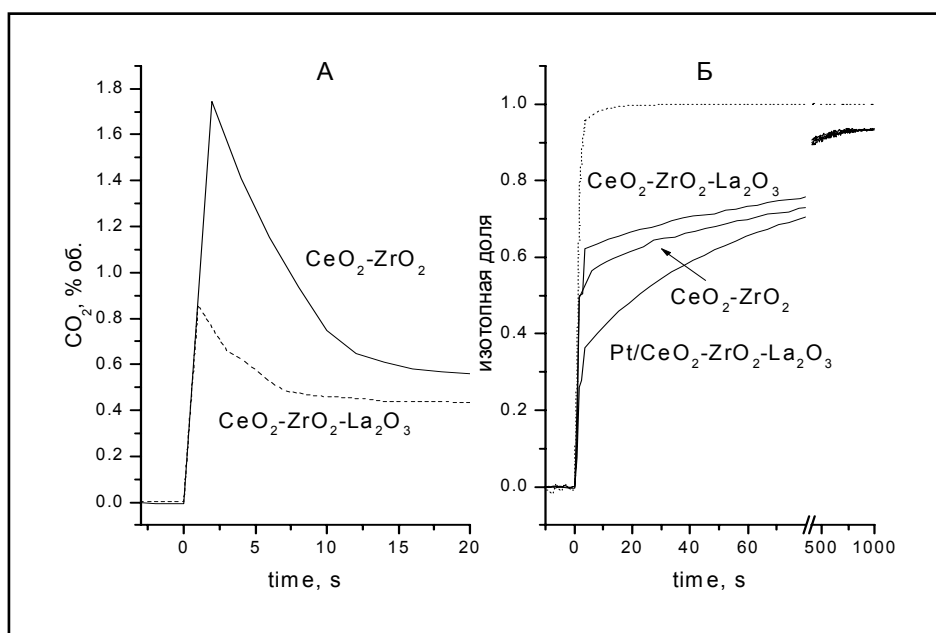 А
CO₂, % об.
1.8
1.6
1.4
1.2
1.0
0.8
0.6
0.4
0.2
0.0
CeO₂-ZrO₂
CeO₂-ZrO₂-La₂O₃
0 5 10 15 20
time, s
Б
изотопная доля
1.0
0.8
0.6
0.4
0.2
0.0
CeO₂-ZrO₂-La₂O₃
CeO₂-ZrO₂
Pt/CeO₂-ZrO₂-La₂O₃
0 20 40 60 500 1000
time, s